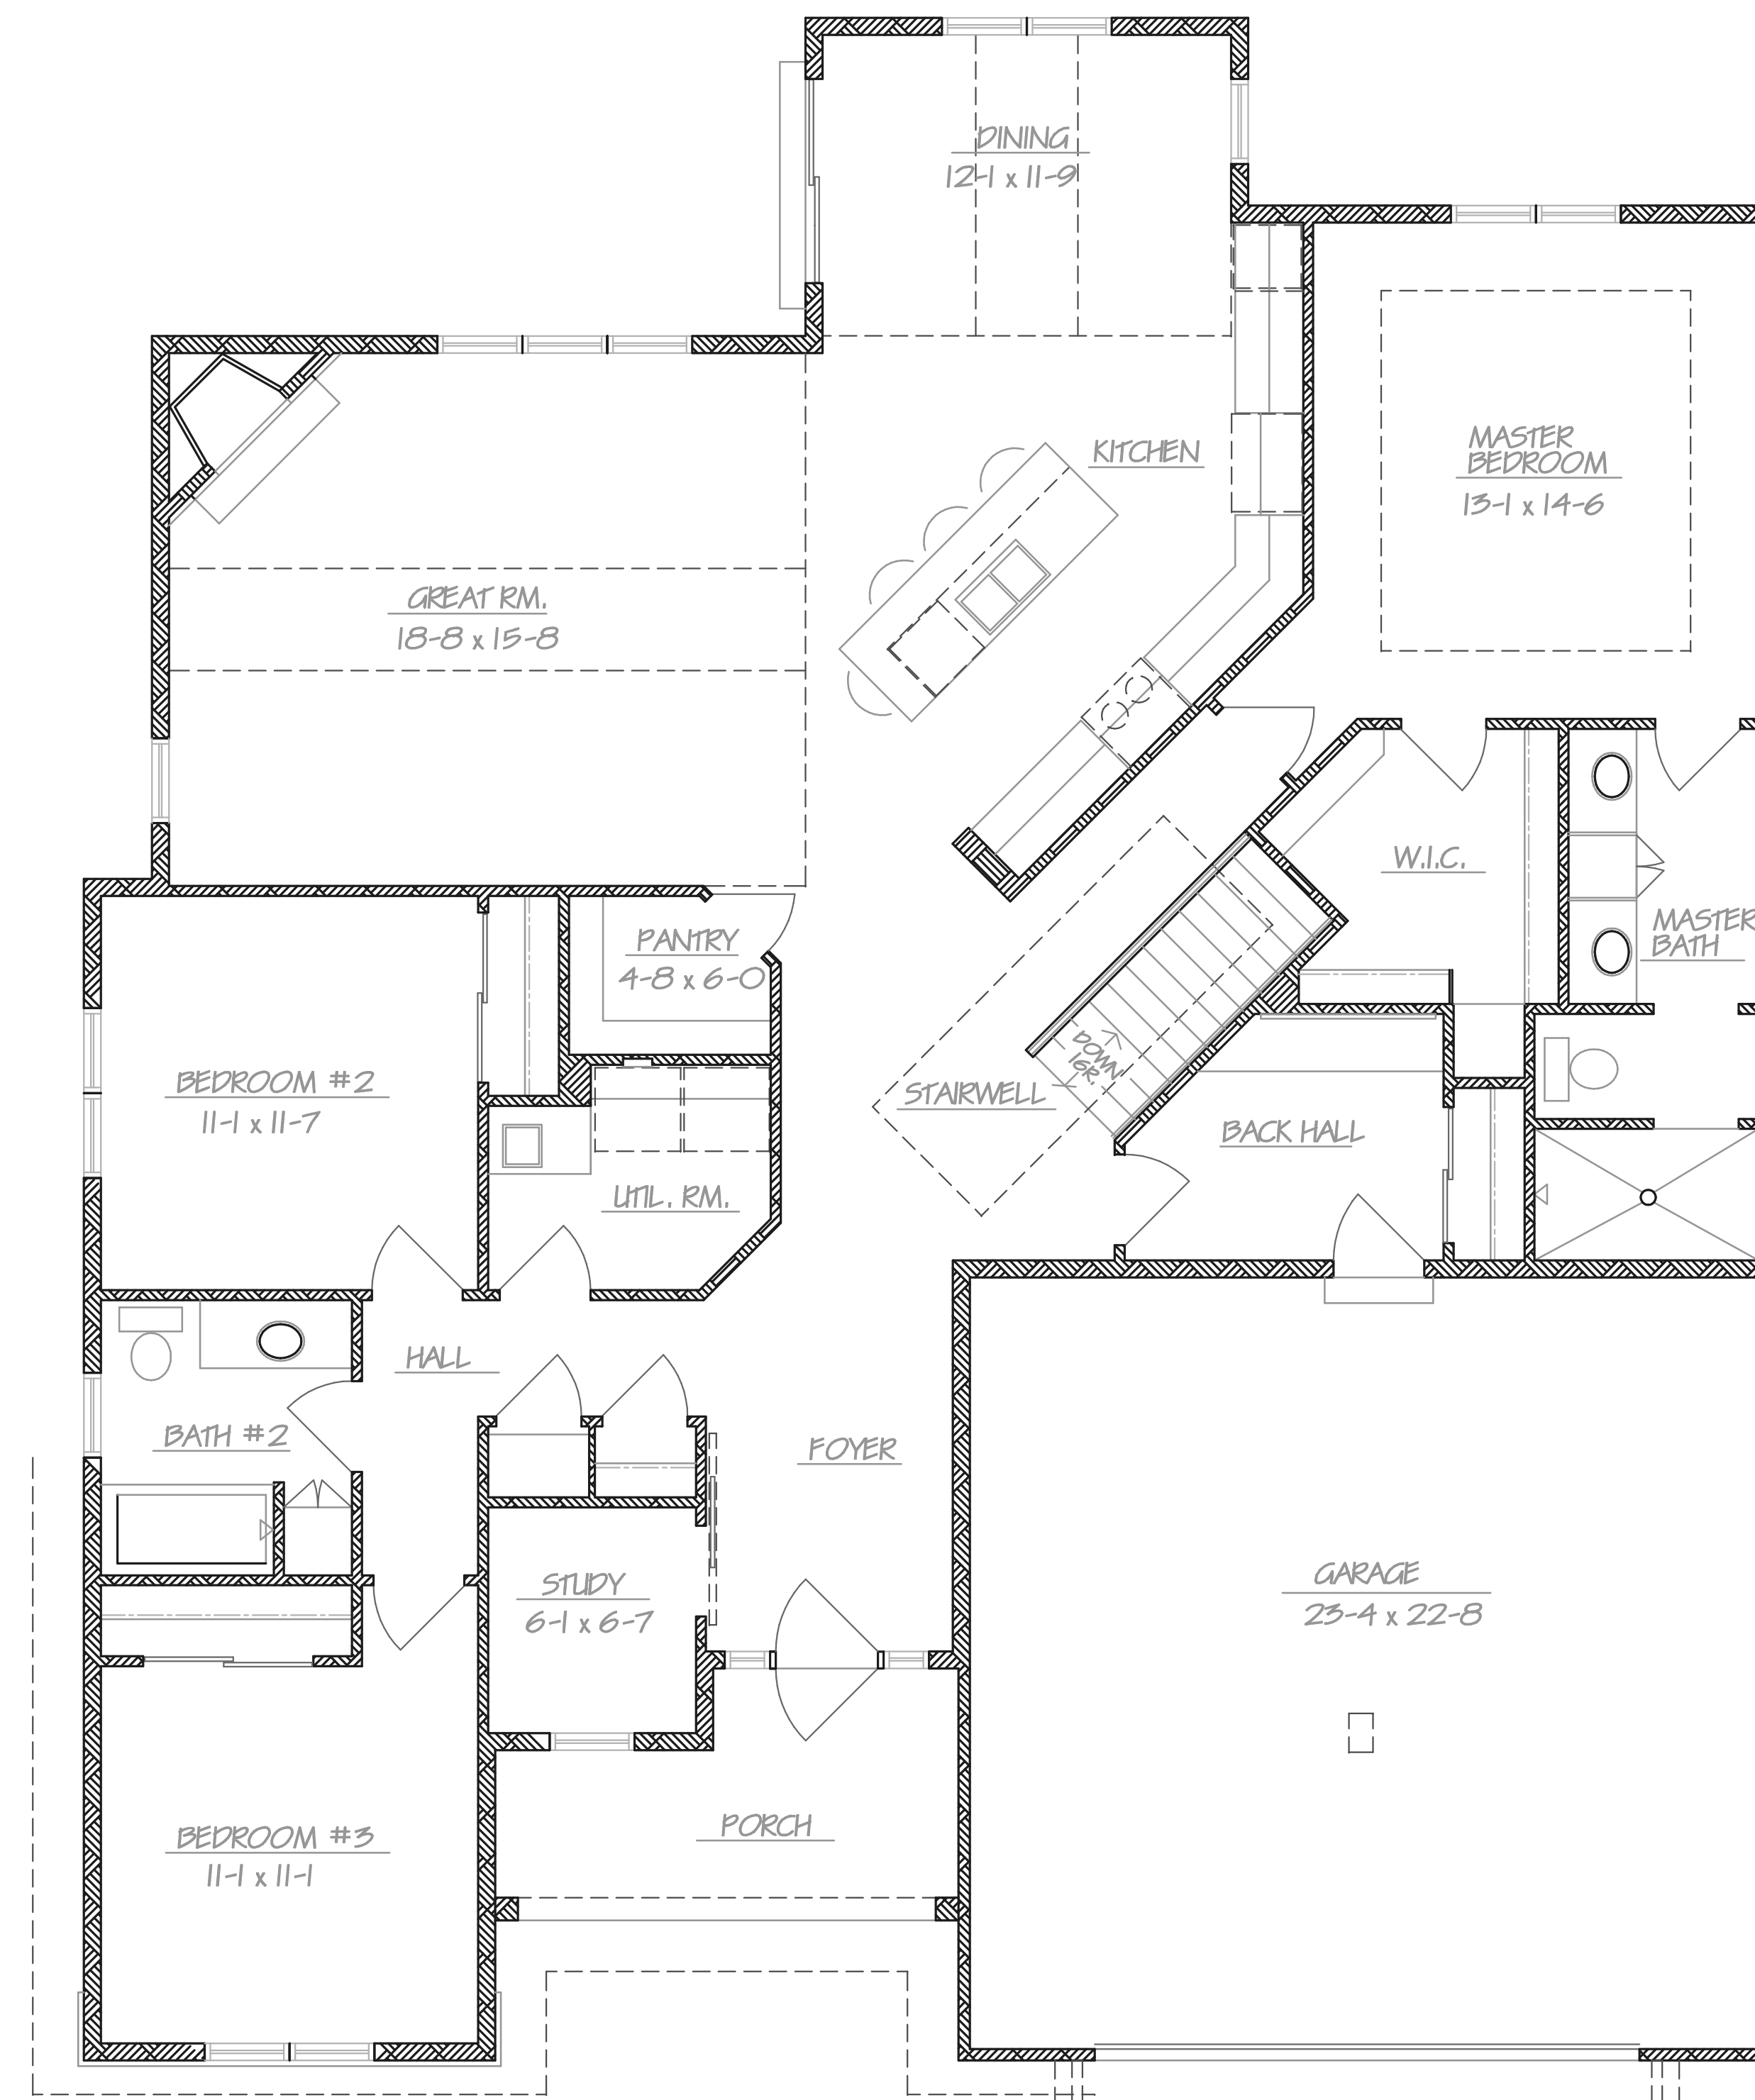 DINING
12-1 x 11-9
KITCHEN
MASTER
BEDROOM
13-1 x 14-6
GREAT RM.
18-8 x 15-8
W.I.C.
MASTER
BATH
PANTRY
4-8 x 6-0
DOWN
16R.
STAIRWELL
BEDROOM #2
11-1 x 11-7
BACK HALL
UTIL. RM.
HALL
BATH #2
FOYER
STUDY
6-1 x 6-7
GARAGE
23-4 x 22-8
PORCH
BEDROOM #3
11-1 x 11-1